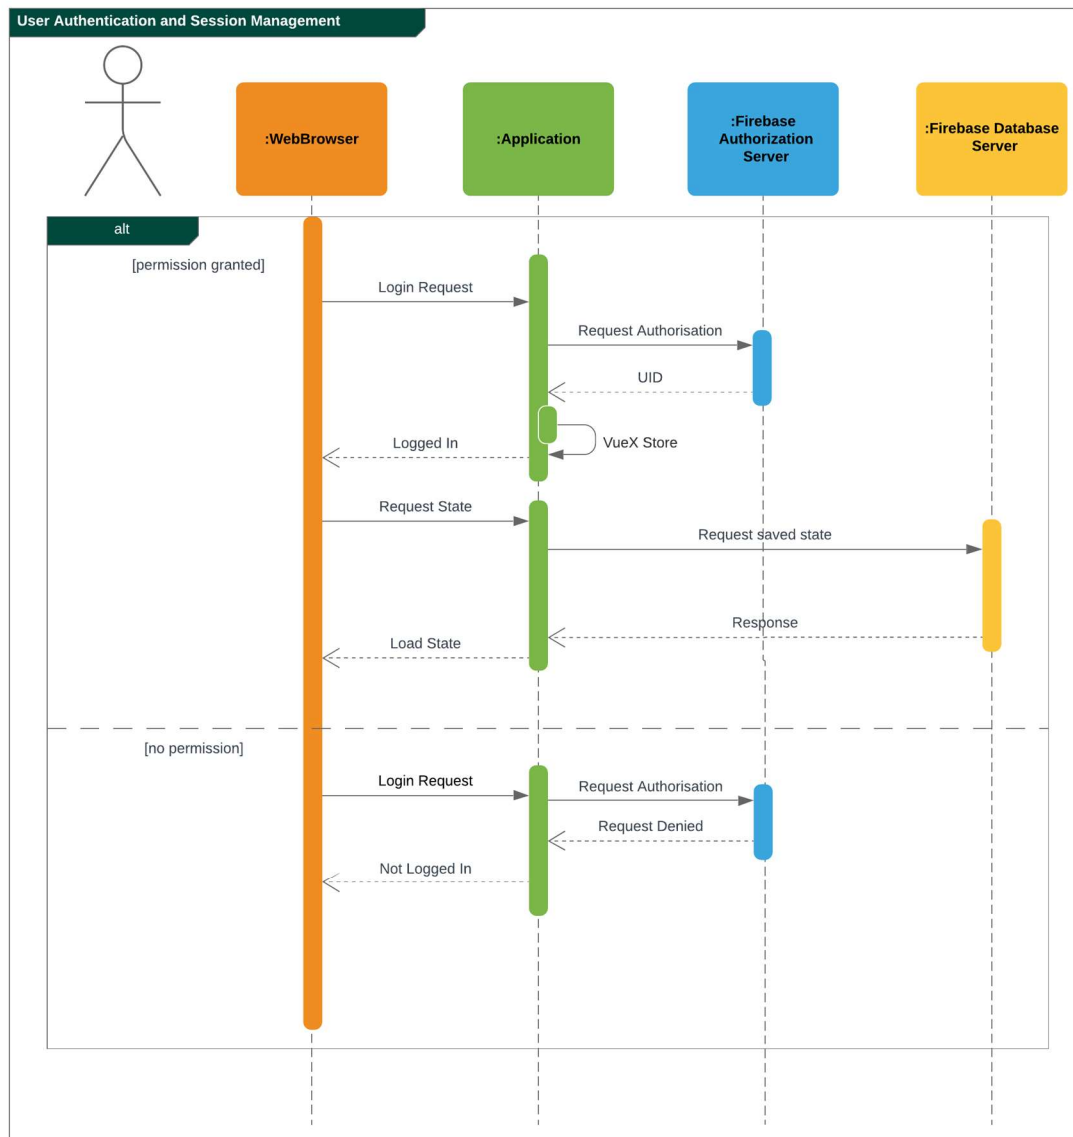 User Authentication and Session Management
:WebBrowser
:Application
:Firebase
Authorization
Server
:Firebase Database
Server
alt
[permission granted]
Login Request
Request Authorisation
UID
VueX Store
Logged In
Request State
Request saved state
Response
Load State
[no permission]
Login Request
Request Authorisation
Request Denied
Not Logged In